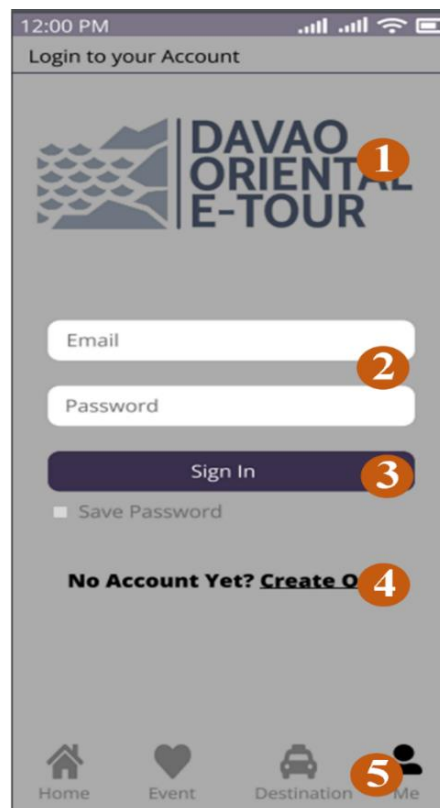 12:00 PM
Login to your Account
DAVAO
ORIENTAL
E-TOUR
1
Email
2
Password
Sign In
3
Save Password
No Account Yet? Create O
4
5
Home Event Destination Me